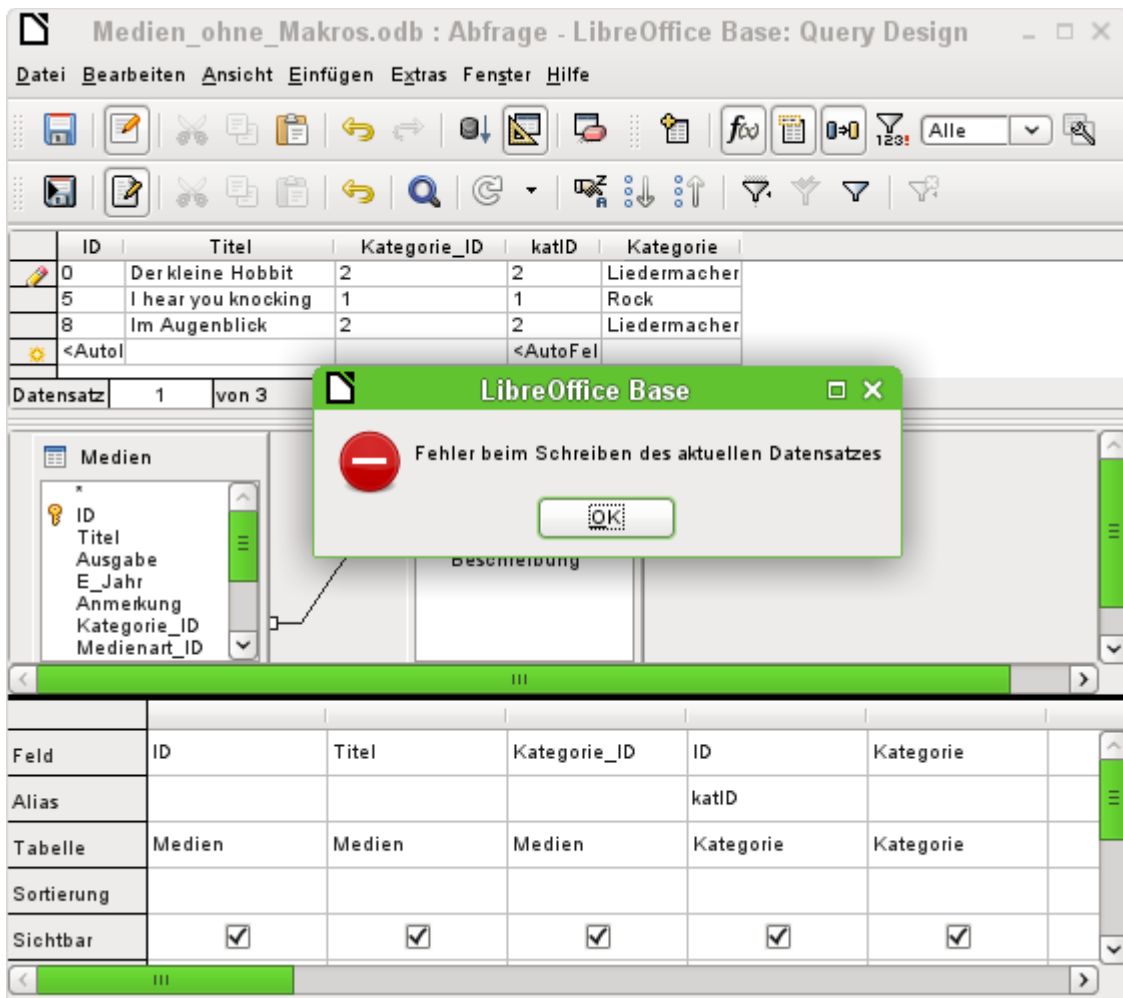 Medien_ohne_Makros.odb : Abfrage - LibreOffice Base: Query Design
Datei Bearbeiten Ansicht Einfügen Extras Fenster Hilfe
f(x) 123! Alle
ID Titel Kategorie_ID katID Kategorie
0 Der kleine Hobbit 2 2 Liedermacher
5 I hear you knocking 1 1 Rock
8 Im Augenblick 2 2 Liedermacher
<Autol <AutoFel
Datensatz 1 von 3
LibreOffice Base
Fehler beim Schreiben des aktuellen Datensatzes
OK
Medien
*
ID
Titel
Ausgabe
E_Jahr
Anmerkung
Kategorie_ID
Medienart_ID
Beschreibung
Feld ID Titel Kategorie_ID ID Kategorie
Alias katID
Tabelle Medien Medien Medien Kategorie Kategorie
Sortierung
Sichtbar